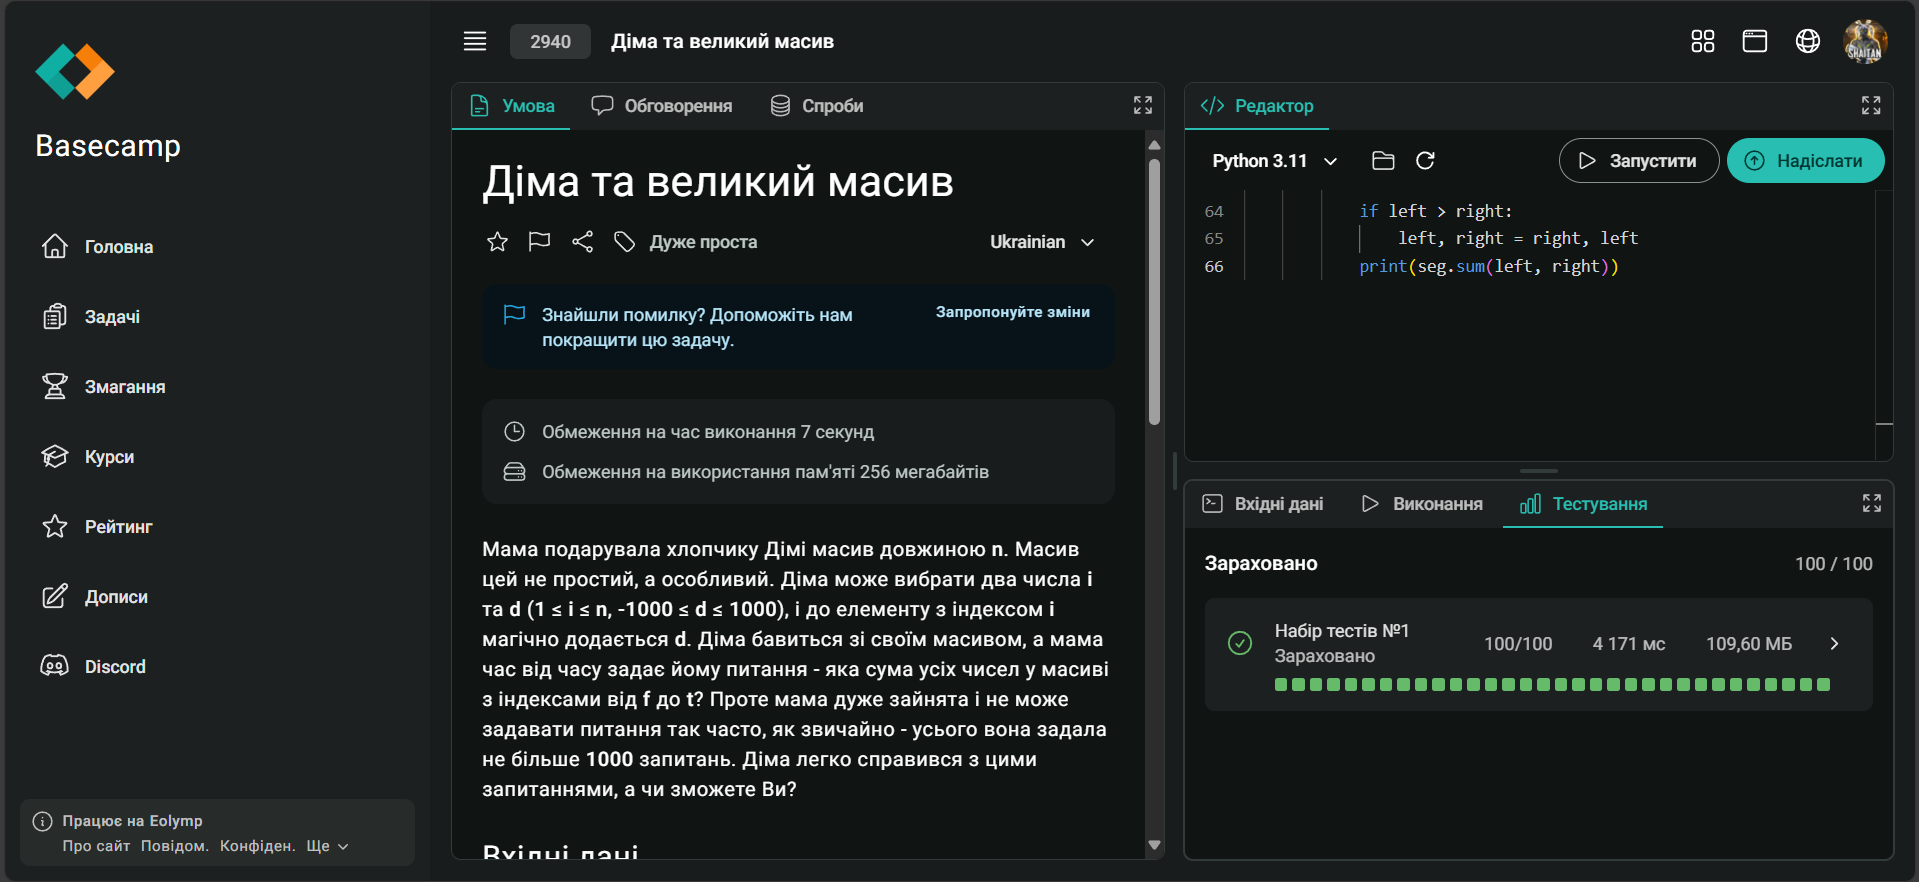 Basecamp
Головна
Задачі
Змагання
Курси
Рейтинг
Дописи
Discord
Працює на Eolymp
Про сайт Повідом. Конфіден. Ще
2940 Діма та великий масив
SHAITAN
Умова Обговорення Спроби
Діма та великий масив
Дуже проста Ukrainian
Знайшли помилку? Допоможіть нам
покращити цю задачу.
Запропонуйте зміни
Обмеження на час виконання 7 секунд
Обмеження на використання пам'яті 256 мегабайтів
Мама подарувала хлопчику Дімі масив довжиною n. Масив
цей не простий, а особливий. Діма може вибрати два числа i
та d (1 ≤ i ≤ n, -1000 ≤ d ≤ 1000), і до елементу з індексом i
магічно додається d. Діма бавиться зі своїм масивом, а мама
час від часу задає йому питання - яка сума усіх чисел у масиві
з індексами від f до t? Проте мама дуже зайнята і не може
задавати питання так часто, як звичайно - усього вона задала
не більше 1000 запитань. Діма легко справився з цими
запитаннями, а чи зможете Ви?
Вхідні дані
Редактор
Python 3.11 Запустити Надіслати
64 if left > right:
65 left, right = right, left
66 print(seg.sum(left, right))
Вхідні дані Виконання Тестування
Зараховано 100 / 100
Набір тестів №1
Зараховано
100/100 4 171 мс 109,60 МБ